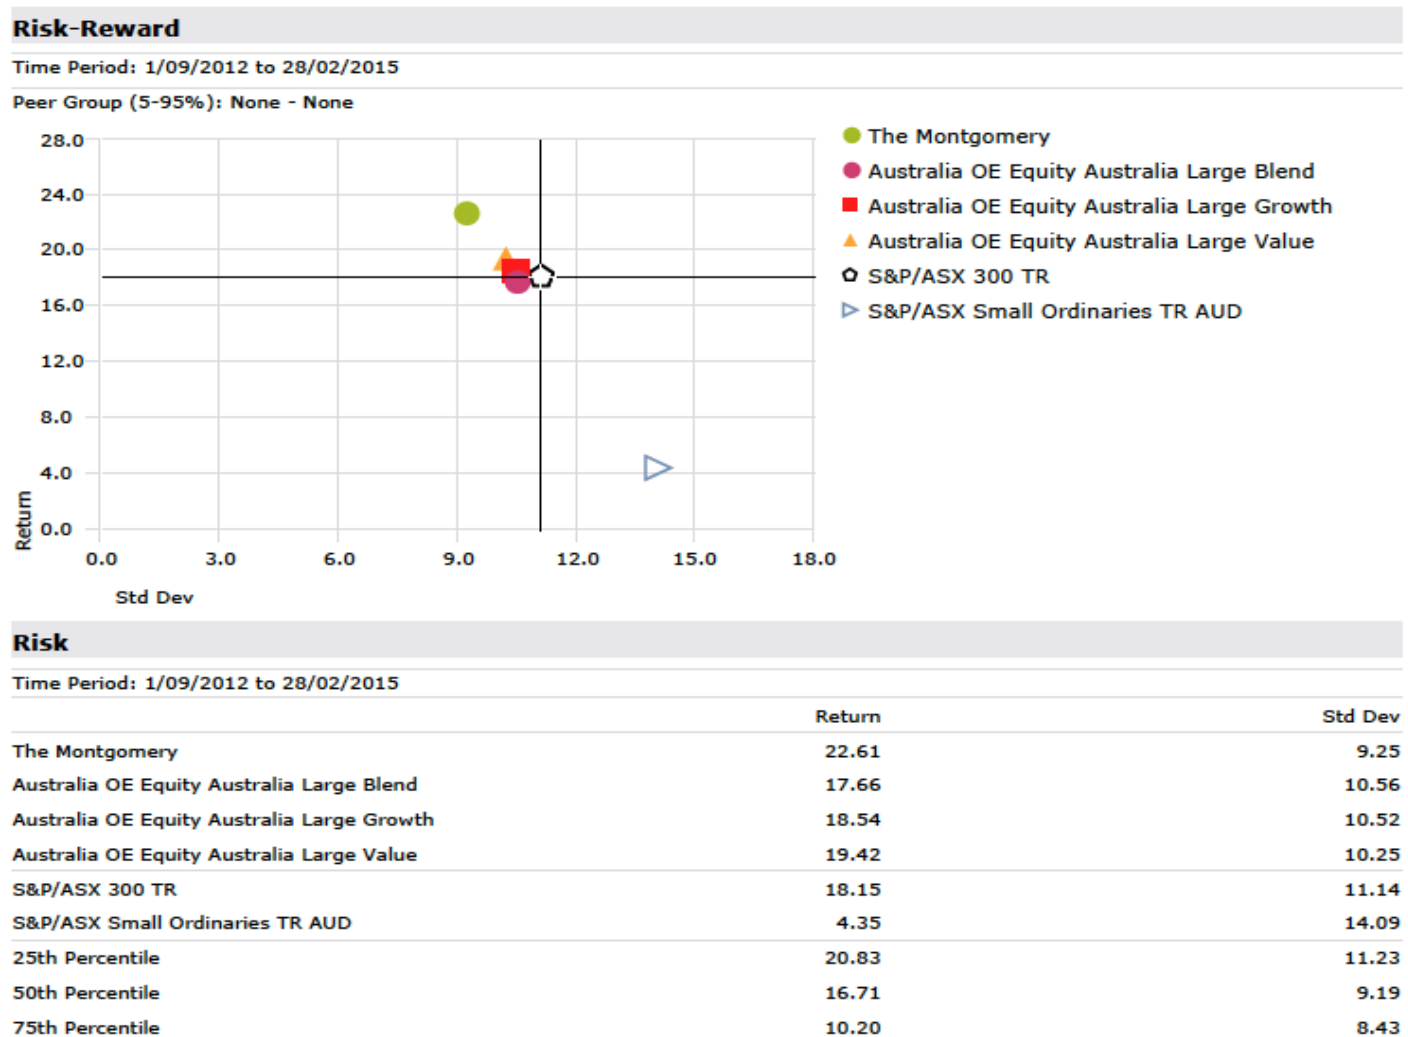 Risk-Reward
Time Period: 1/09/2012 to 28/02/2015
Peer Group (5-95%): None - None
28.0
24.0
20.0
16.0
12.0
8.0
4.0
0.0
Return
0.0 3.0 6.0 9.0 12.0 15.0 18.0
Std Dev
The Montgomery
Australia OE Equity Australia Large Blend
Australia OE Equity Australia Large Growth
Australia OE Equity Australia Large Value
S&P/ASX 300 TR
S&P/ASX Small Ordinaries TR AUD
Risk
Time Period: 1/09/2012 to 28/02/2015
Return Std Dev
The Montgomery 22.61 9.25
Australia OE Equity Australia Large Blend 17.66 10.56
Australia OE Equity Australia Large Growth 18.54 10.52
Australia OE Equity Australia Large Value 19.42 10.25
S&P/ASX 300 TR 18.15 11.14
S&P/ASX Small Ordinaries TR AUD 4.35 14.09
25th Percentile 20.83 11.23
50th Percentile 16.71 9.19
75th Percentile 10.20 8.43